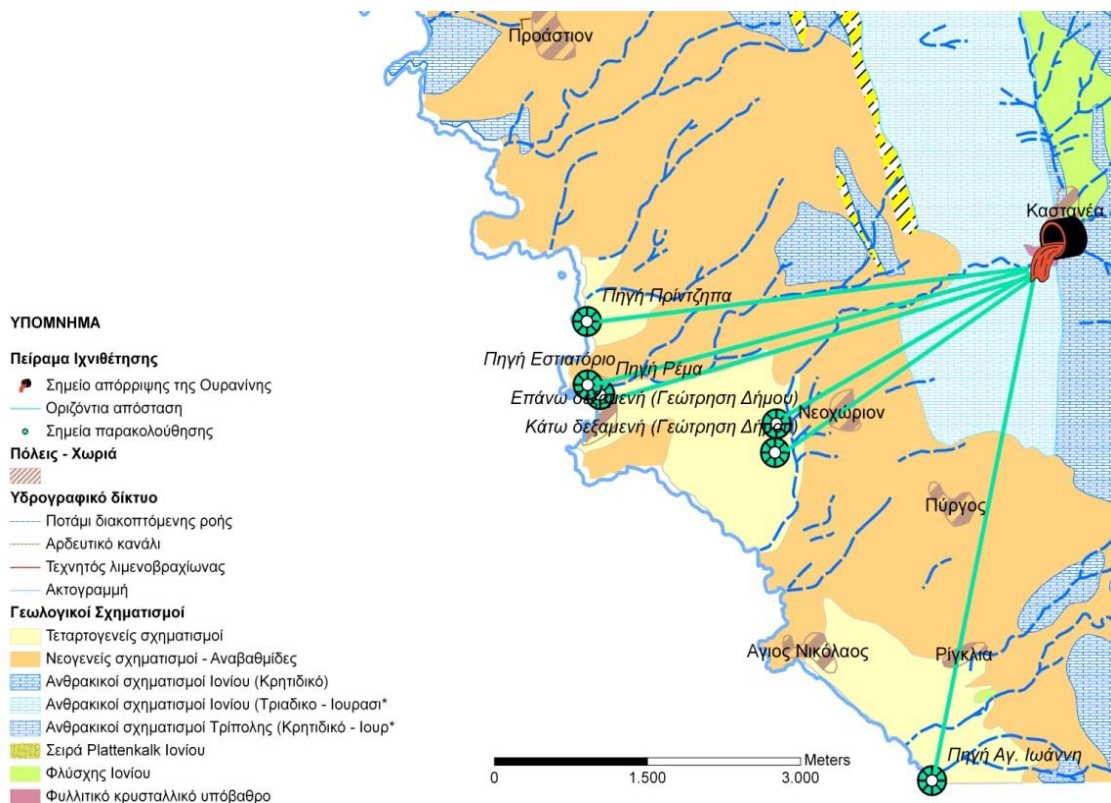 Προάστιον
Καστανέα
Πηγή Πρίντζηπα
Πηγή Εστιατόριο
Πηγή Ρέμα
Επάνω δεξαμενή (Γεώτρηση Δήμου)
Νεοχώριον
Κάτω δεξαμενή (Γεώτρηση Δήμου)
Πύργος
Αγιος Νικόλαος
Ρίγκλια
Πηγή Αγ. Ιωάννη
Meters
0 1.500 3.000
ΥΠΟΜΝΗΜΑ
Πείραμα Ιχνιθέτησης
Σημείο απόρριψης της Ουρανίνης
Οριζόντια απόσταση
Σημεία παρακολούθησης
Πόλεις - Χωριά
Υδρογραφικό δίκτυο
Ποτάμι διακοπτόμενης ροής
Αρδευτικό κανάλι
Τεχνητός λιμενοβραχίωνας
Ακτογραμμή
Γεωλογικοί Σχηματισμοί
Τεταρτογενείς σχηματισμοί
Νεογενείς σχηματισμοί - Αναβαθμίδες
Ανθρακικοί σχηματισμοί Ιονίου (Κρητιδικό)
Ανθρακικοί σχηματισμοί Ιονίου (Τριαδικο - Ιουρασι*
Ανθρακικοί σχηματισμοί Τρίπολης (Κρητιδικό - Ιουρ*
Σειρά Plattenkalk Ιονίου
Φλύσχης Ιονίου
Φυλλιτικό κρυσταλλικό υπόβαθρο